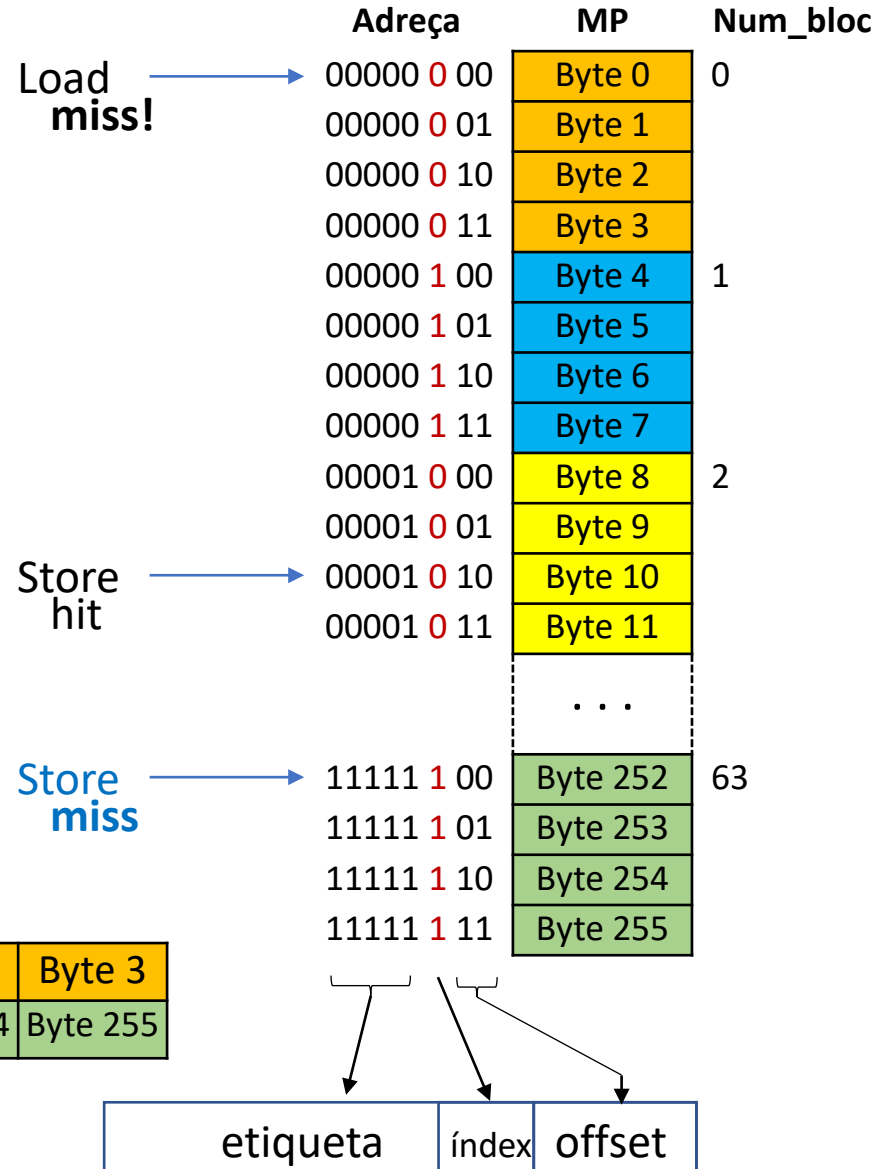 Adreça MP Num_bloc
Load 00000 0 00 Byte 0 0
miss! 00000 0 01 Byte 1
00000 0 10 Byte 2
00000 0 11 Byte 3
00000 1 00 Byte 4 1
00000 1 01 Byte 5
00000 1 10 Byte 6
00000 1 11 Byte 7
00001 0 00 Byte 8 2
00001 0 01 Byte 9
Store 00001 0 10 Byte 10
hit 00001 0 11 Byte 11
. . .
Store 11111 1 00 Byte 252 63
miss 11111 1 01 Byte 253
11111 1 10 Byte 254
11111 1 11 Byte 255
Byte 3
4 Byte 255
etiqueta índex offset